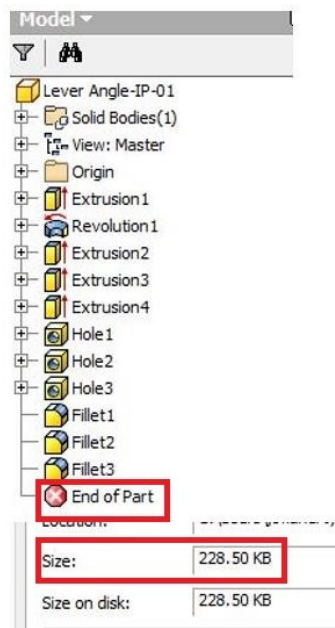 Model
Lever Angle-IP-01
Solid Bodies(1)
View: Master
Origin
Extrusion1
Revolution1
Extrusion2
Extrusion3
Extrusion4
Hole1
Hole2
Hole3
Fillet1
Fillet2
Fillet3
End of Part
Location:
Size: 228.50 KB
Size on disk: 228.50 KB